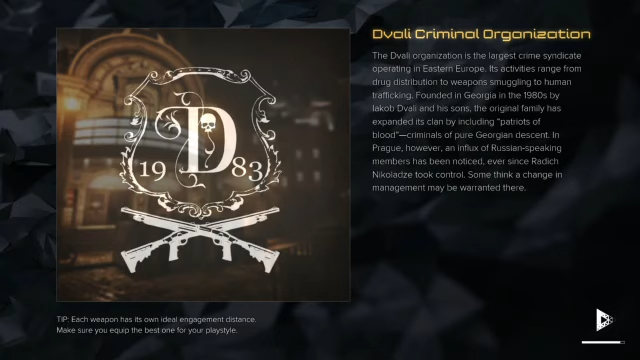 Dvali Criminal Organization
The Dvali organization is the largest crime syndicate
operating in Eastern Europe. Its activities range from
drug distribution to weapons smuggling to human
trafficking. Founded in Georgia in the 1980s by
Iakob Dvali and his sons, the original family has
expanded its clan by including “patriots of
blood”—criminals of pure Georgian descent. In
Prague, however, an influx of Russian-speaking
members has been noticed, ever since Radich
Nikoladze took control. Some think a change in
management may be warranted there.
D
19 83
TIP: Each weapon has its own ideal engagement distance.
Make sure you equip the best one for your playstyle.